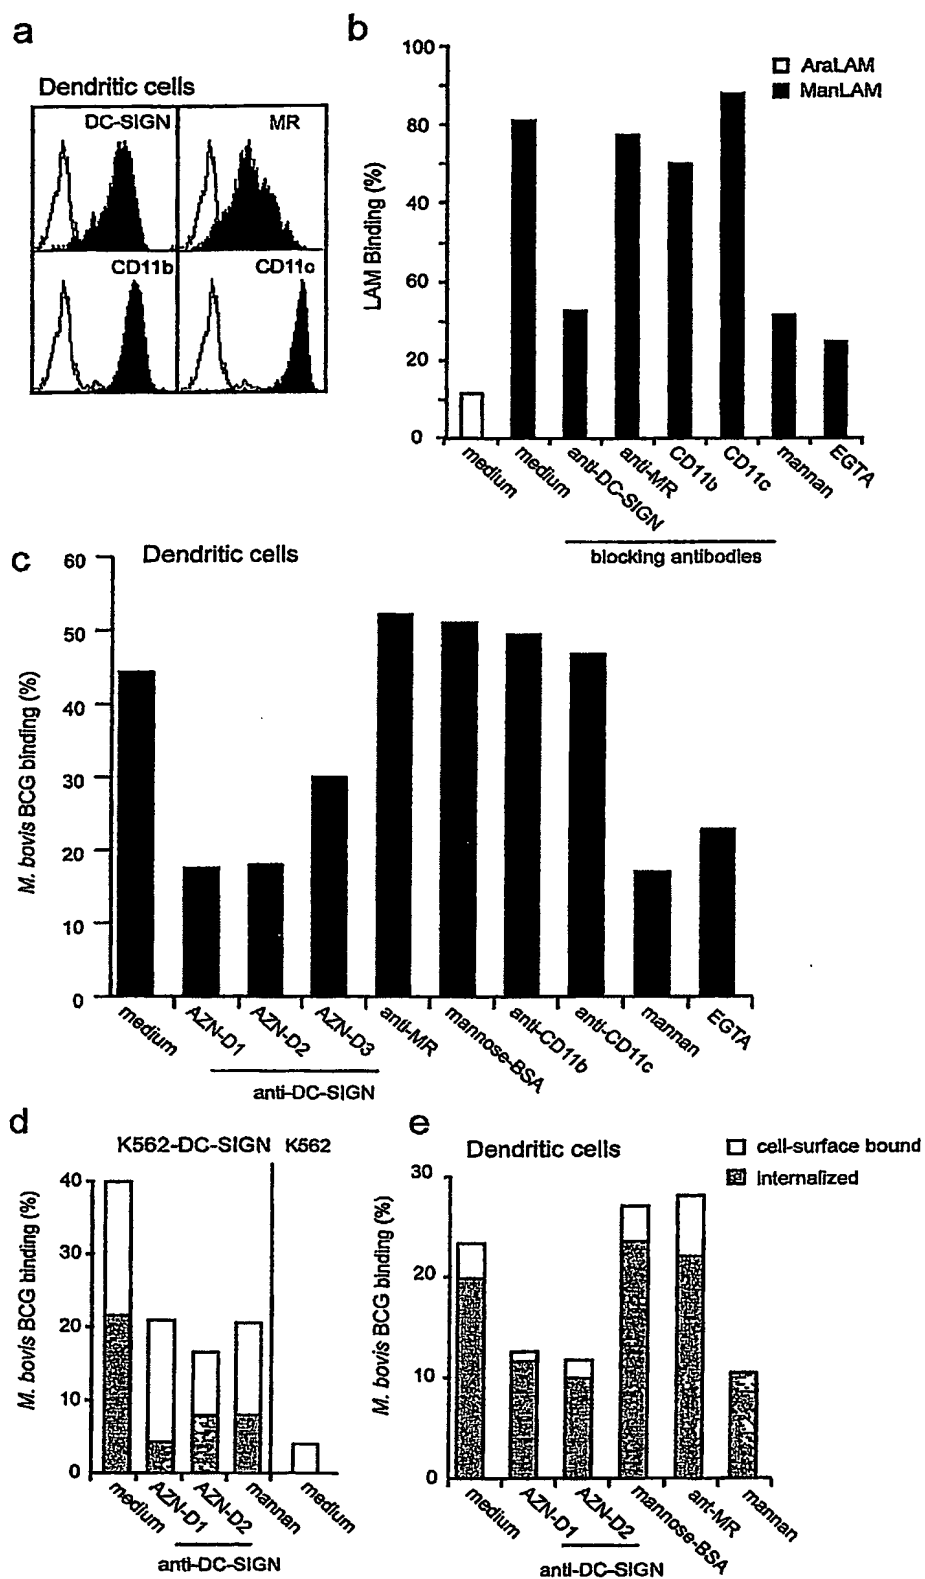 a
Dendritic cells
DC-SIGN
MR
CD11b
CD11c
b
100
80
40
60
20
0
LAM Binding (%)
AraLAM
ManLAM
medium
medium
anti-DC-SIGN
anti-MR
CD11b
CD11c
mannan
EGTA
blocking antibodies
c
Dendritic cells
60
50
40
30
20
10
0
M. bovis BCG binding (%)
medium
AZN-D1
AZN-D2
AZN-D3
anti-MR
mannose-BSA
anti-CD11b
anti-CD11c
mannan
EGTA
anti-DC-SIGN
d
K562-DC-SIGN
K562
40
30
20
10
0
M. bovis BCG binding (%)
medium
AZN-D1
AZN-D2
mannan
medium
anti-DC-SIGN
e
Dendritic cells
cell-surface bound
internalized
30
20
10
0
M. bovis BCG binding (%)
medium
AZN-D1
AZN-D2
mannose-BSA
ant-MR
mannan
anti-DC-SIGN